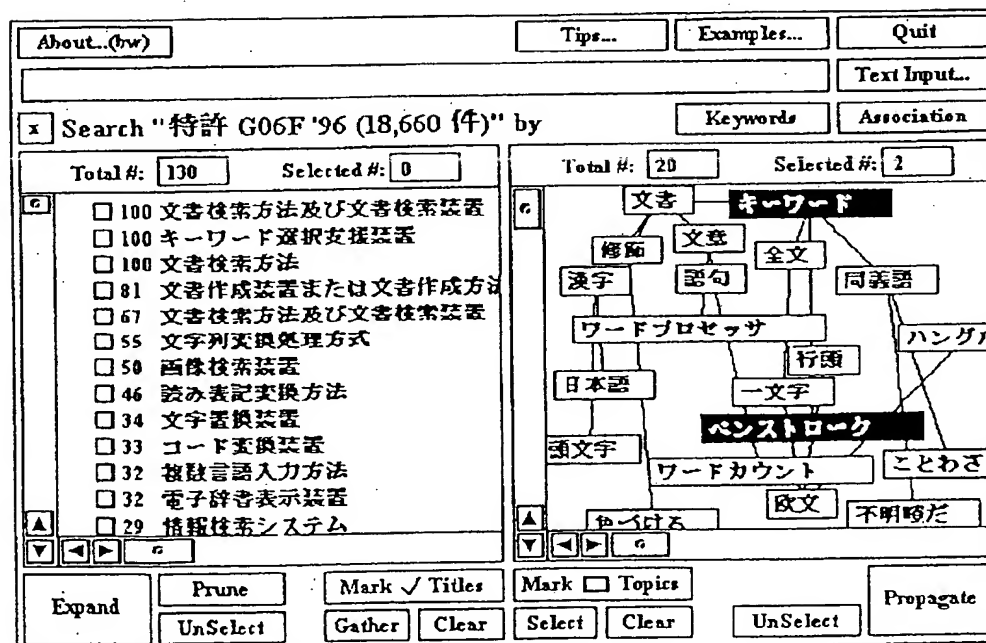 About...(hw) Tips... Examples... Quit
Text Input...
x Search "特許 G06F '96 (18,660 件)" by Keywords Association
Total #: 130 Selected #: 0
100 文書検索方法及び文書検索装置
100 キーワード選択支援装置
100 文書検索方法
81 文書作成装置または文書作成方法
67 文書検索方法及び文書検索装置
55 文字列変換処理方式
50 画像検索装置
46 読み表記変換方法
34 文字置換装置
33 コード変換装置
32 複数言語入力方法
32 電子辞書表示装置
29 情報検索システム
Total #: 20 Selected #: 2
文書 キーワード
修飾 文章 全文
漢字 語句 同義語
ワードプロセッサ ハングル
行頭
日本語 一文字
ペンストローク
頭文字 ワードカウント ことわざ
欧文 不明瞭だ
Expand Prune Mark ✓ Titles Mark □ Topics Propagate
UnSelect Gather Clear Select Clear UnSelect